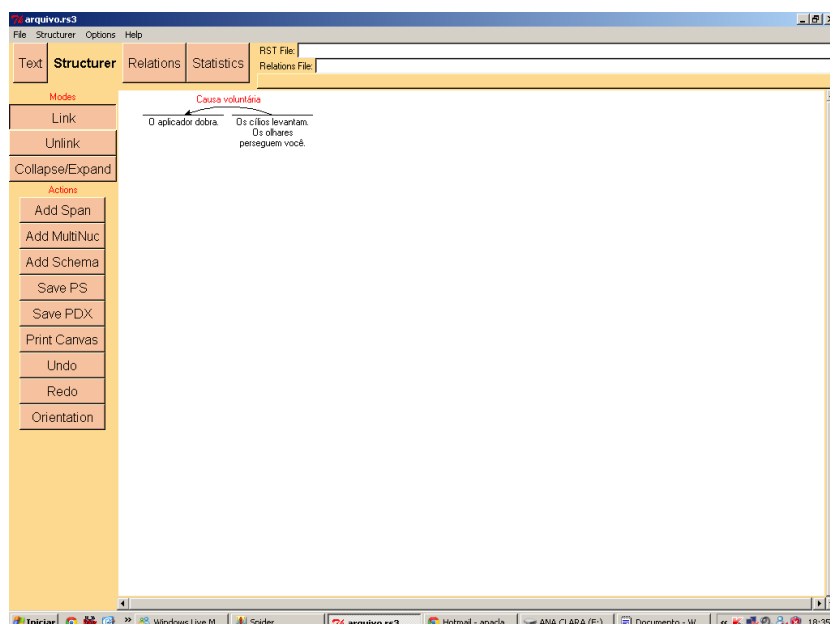 arquivo.rs3
File Structurer Options Help
Text Structurer Relations Statistics
RST File:
Relations File:
Modes
Link
Unlink
Collapse/Expand
Actions
Add Span
Add MultiNuc
Add Schema
Save PS
Save PDX
Print Canvas
Undo
Redo
Orientation
Causa voluntária
O aplicador dobra.
Os cílios levantam.
Os olhares
perseguem você.
Iniciar » Windows Live M... Spider arquivo.rs3 Hotmail - anacla... ANA CLARA (F:) Documento - W... « 18:35